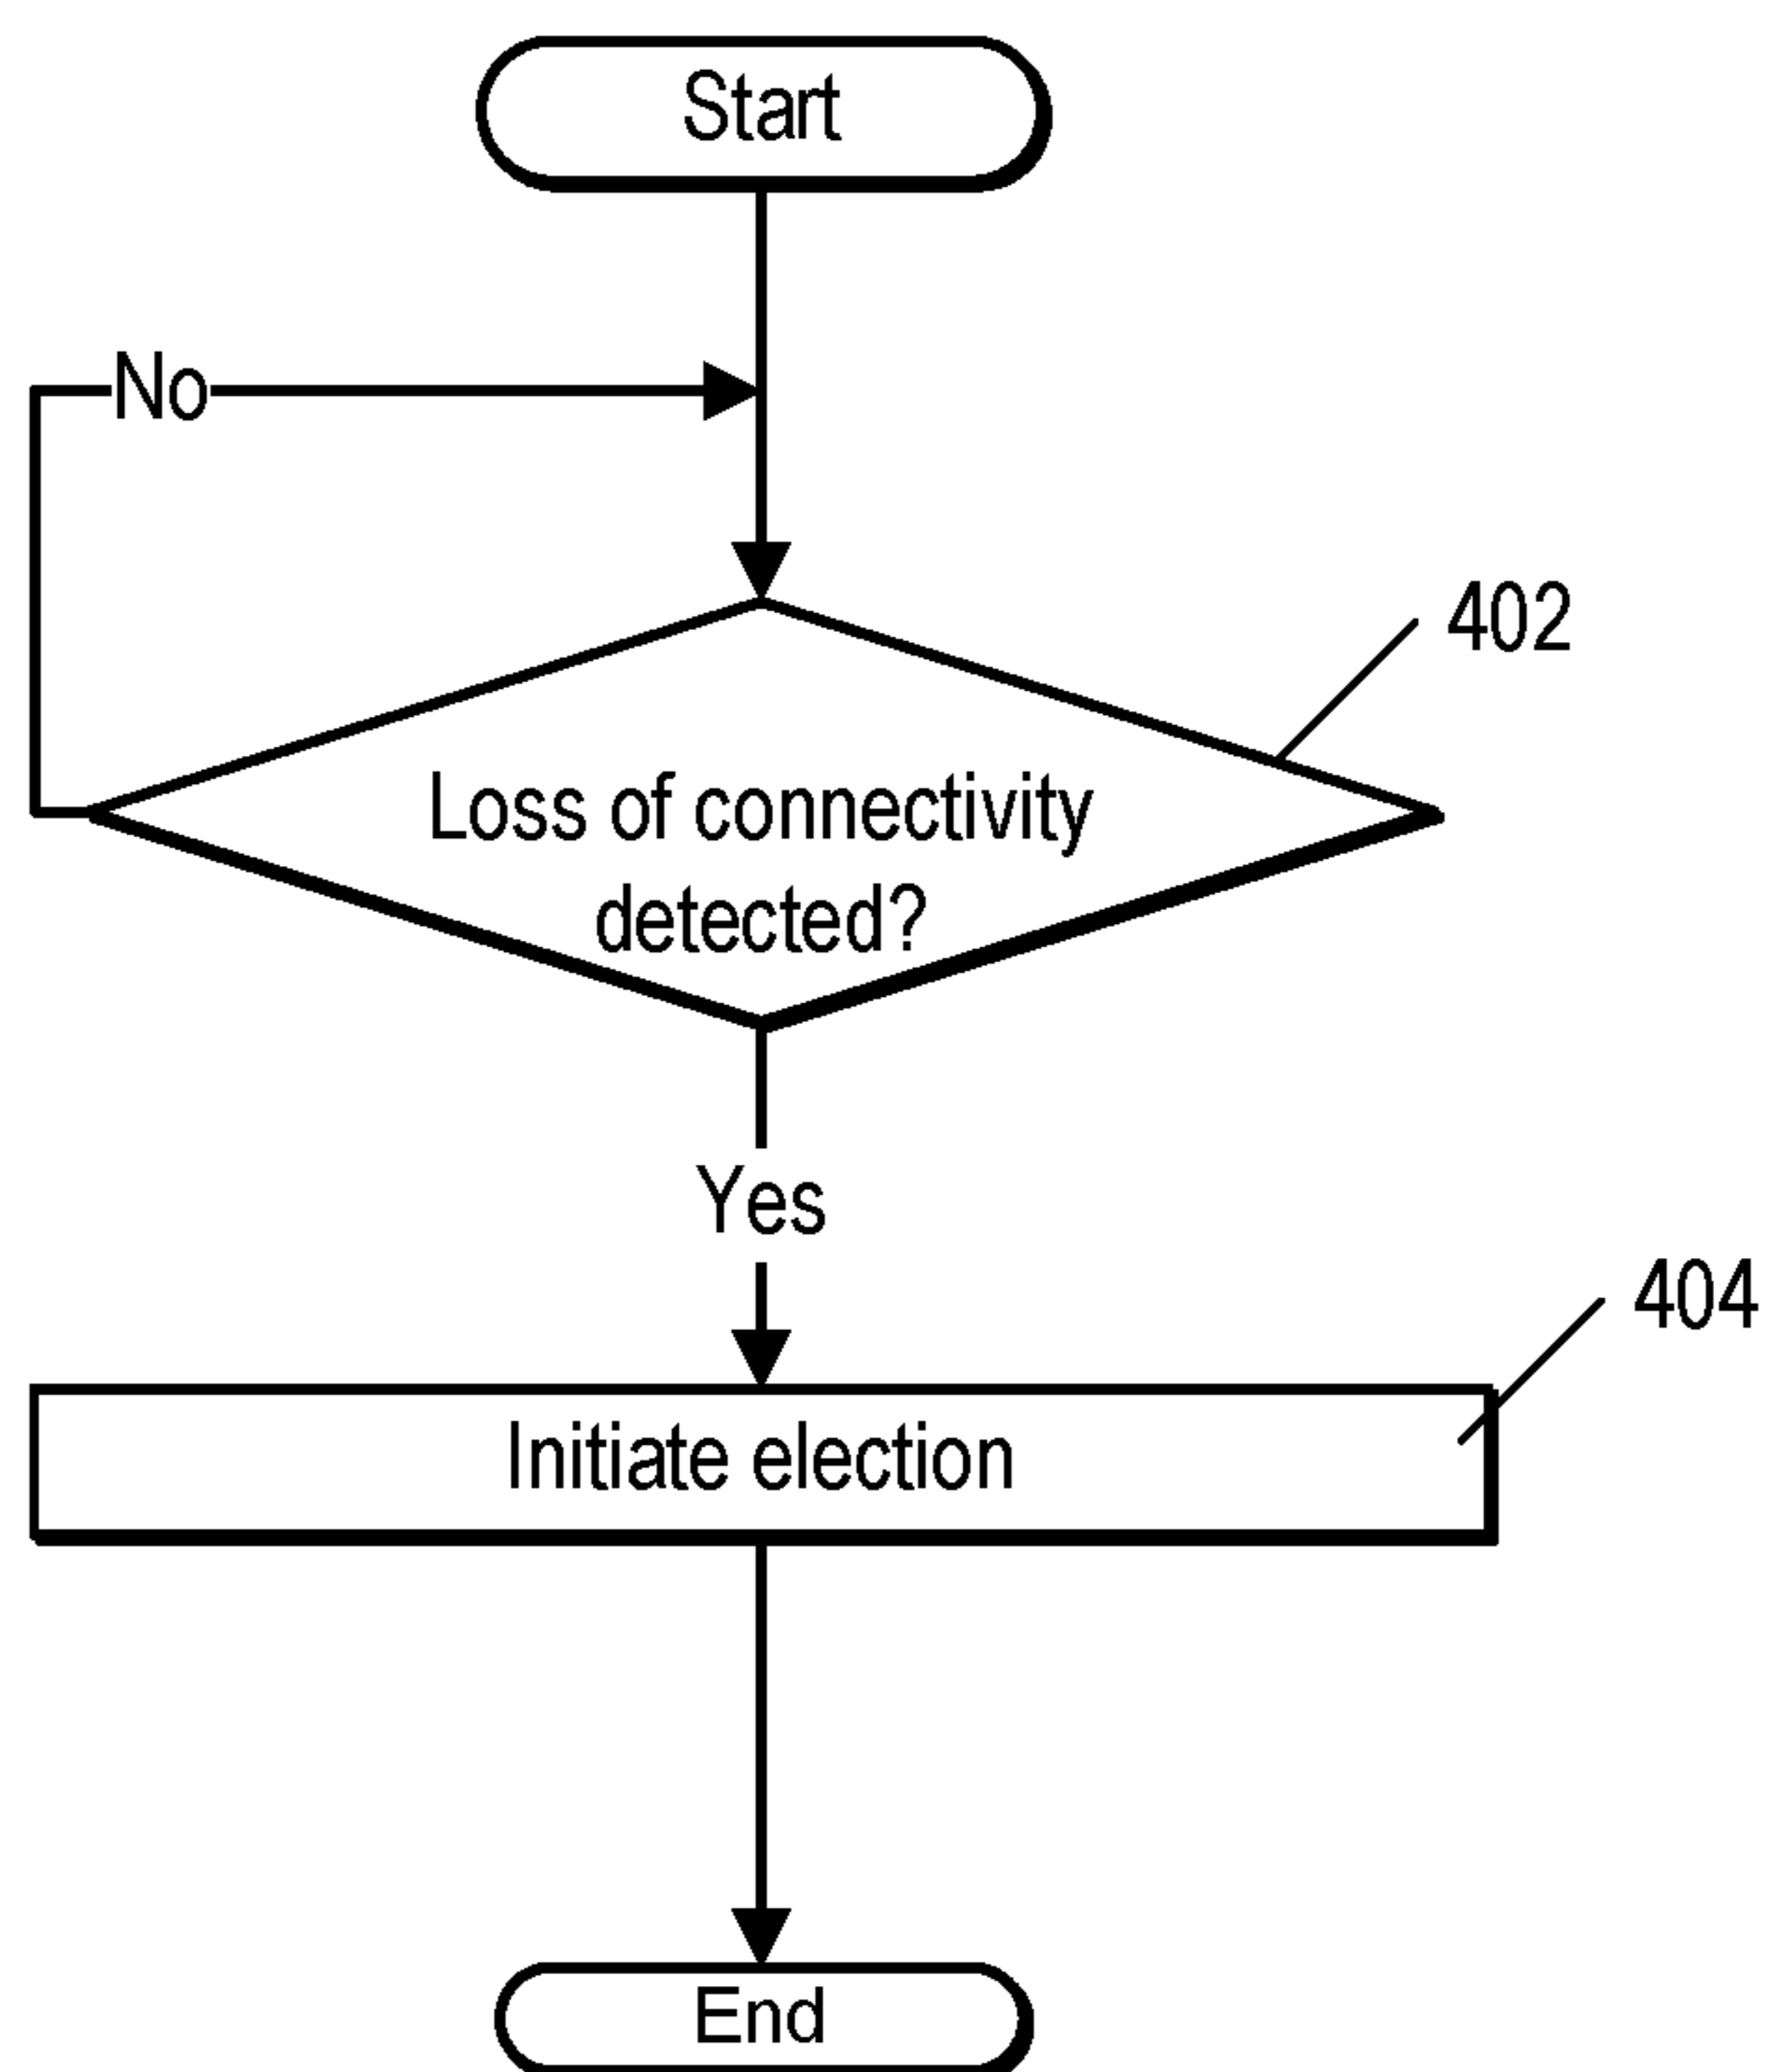 Start
No
402
Loss of connectivity
detected?
Yes
404
Initiate election
End